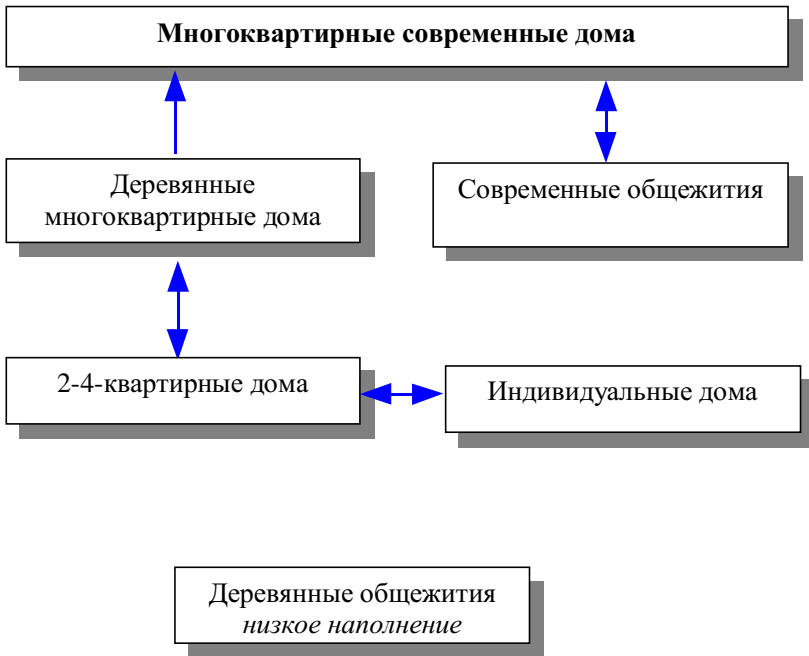 Многоквартирные современные дома
Деревянные
многоквартирные дома
Современные общежития
2-4-квартирные дома
Индивидуальные дома
Деревянные общежития
низкое наполнение